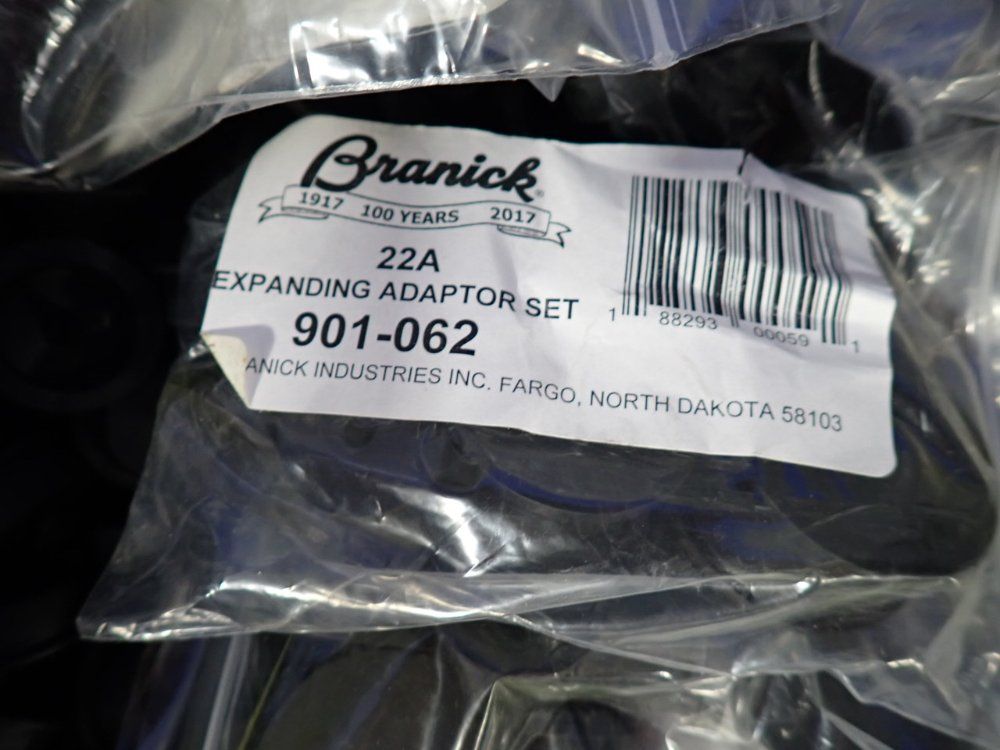 Branick®
1917 100 YEARS 2017
22A
EXPANDING ADAPTOR SET
901-062
ANICK INDUSTRIES INC. FARGO, NORTH DAKOTA 58103
1 88293 00059 1